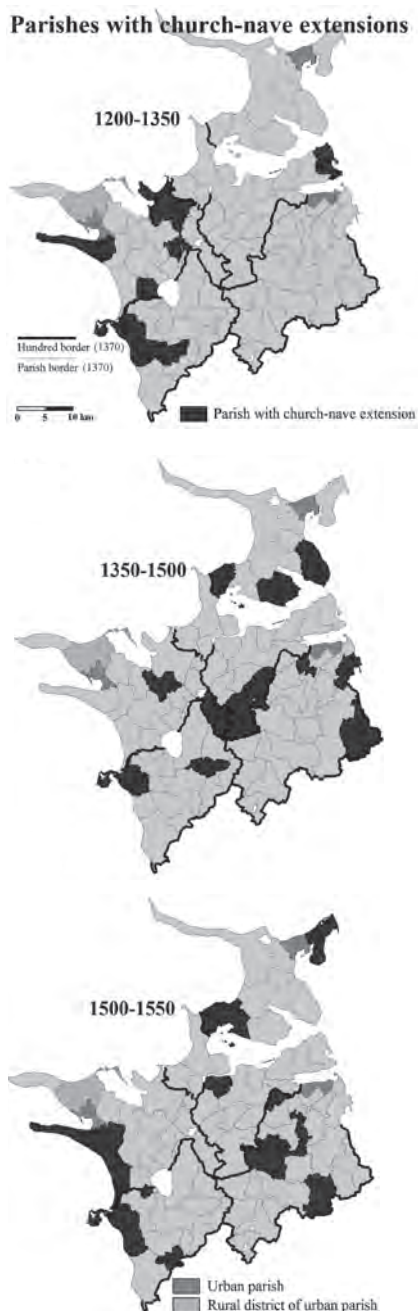 Parishes with church-nave extensions
1200-1350
Hundred border (1370)
Parish border (1370)
0 5 10 km
Parish with church-nave extension
1350-1500
1500-1550
Urban parish
Rural district of urban parish